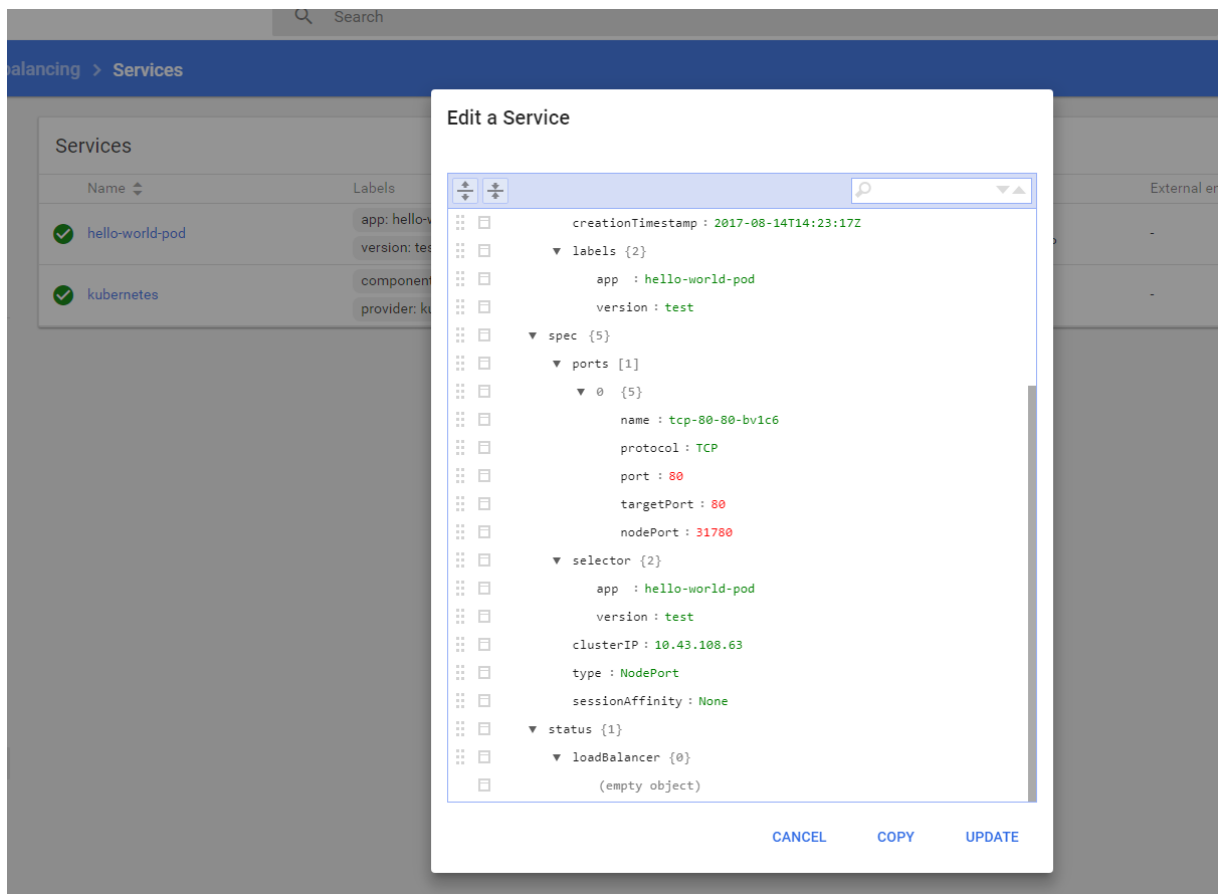 Search
balancing > Services
Services
Name Labels External
hello-world-pod
app: hello-
version:
kubernetes
component
provider:
-
-
Edit a Service
creationTimestamp : 2017-08-14T14:23:17Z
▼ labels {2}
app : hello-world-pod
version : test
▼ spec {5}
▼ ports [1]
▼ 0 {5}
name : tcp-80-80-bv1c6
protocol : TCP
port : 80
targetPort : 80
nodePort : 31780
▼ selector {2}
app : hello-world-pod
version : test
clusterIP : 10.43.108.63
type : NodePort
sessionAffinity : None
▼ status {1}
▼ loadBalancer {0}
(empty object)
CANCEL COPY UPDATE